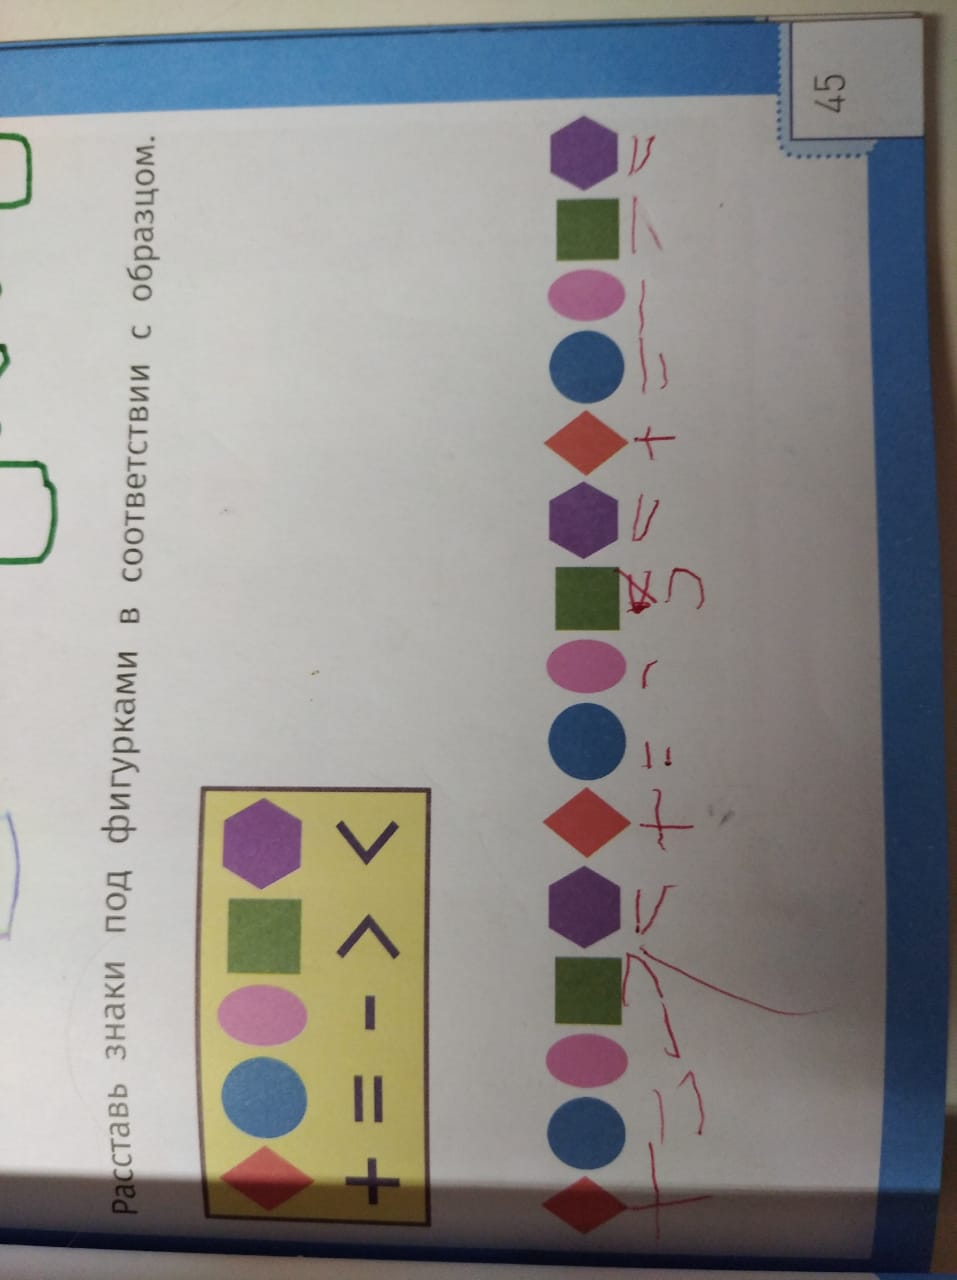 Расставь знаки под фигурками в соответствии с образцом.
+ = - > <
+ = - > < + = - > < + = - > <
45